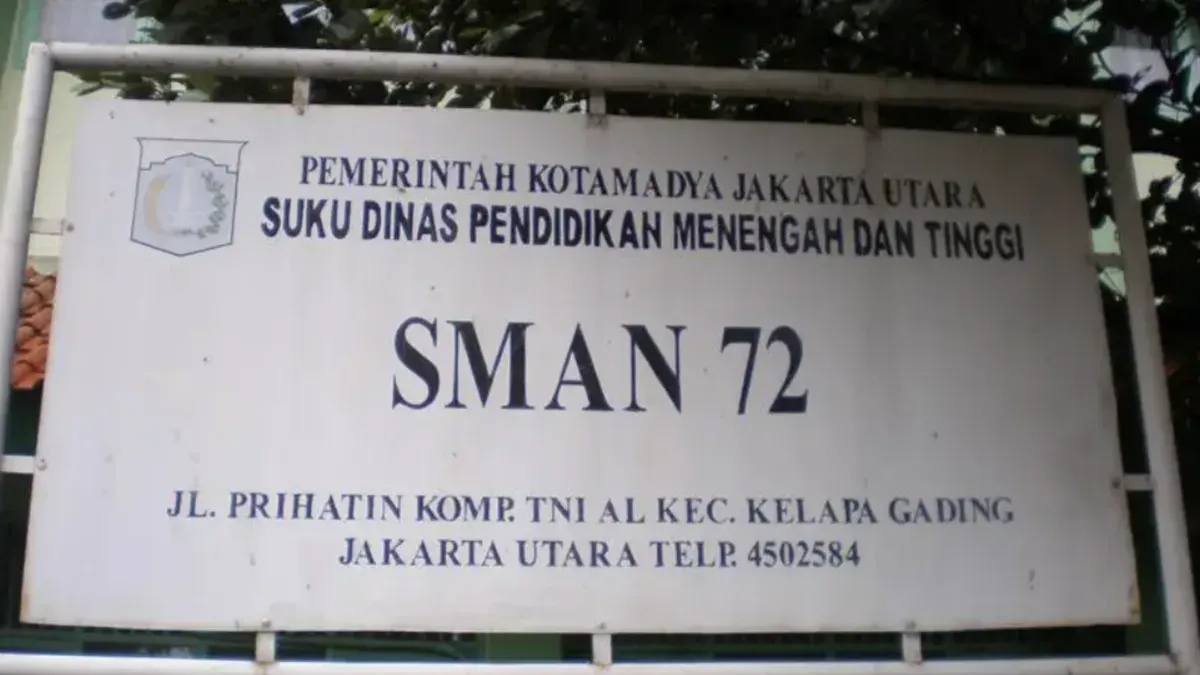 PEMERINTAH KOTAMADYA JAKARTA UTARA
SUKU DINAS PENDIDIKAN MENENGAH DAN TINGGI
SMAN 72
JL. PRIHATIN KOMP. TNI AL KEC. KELAPA GADING
JAKARTA UTARA TELP. 4502584